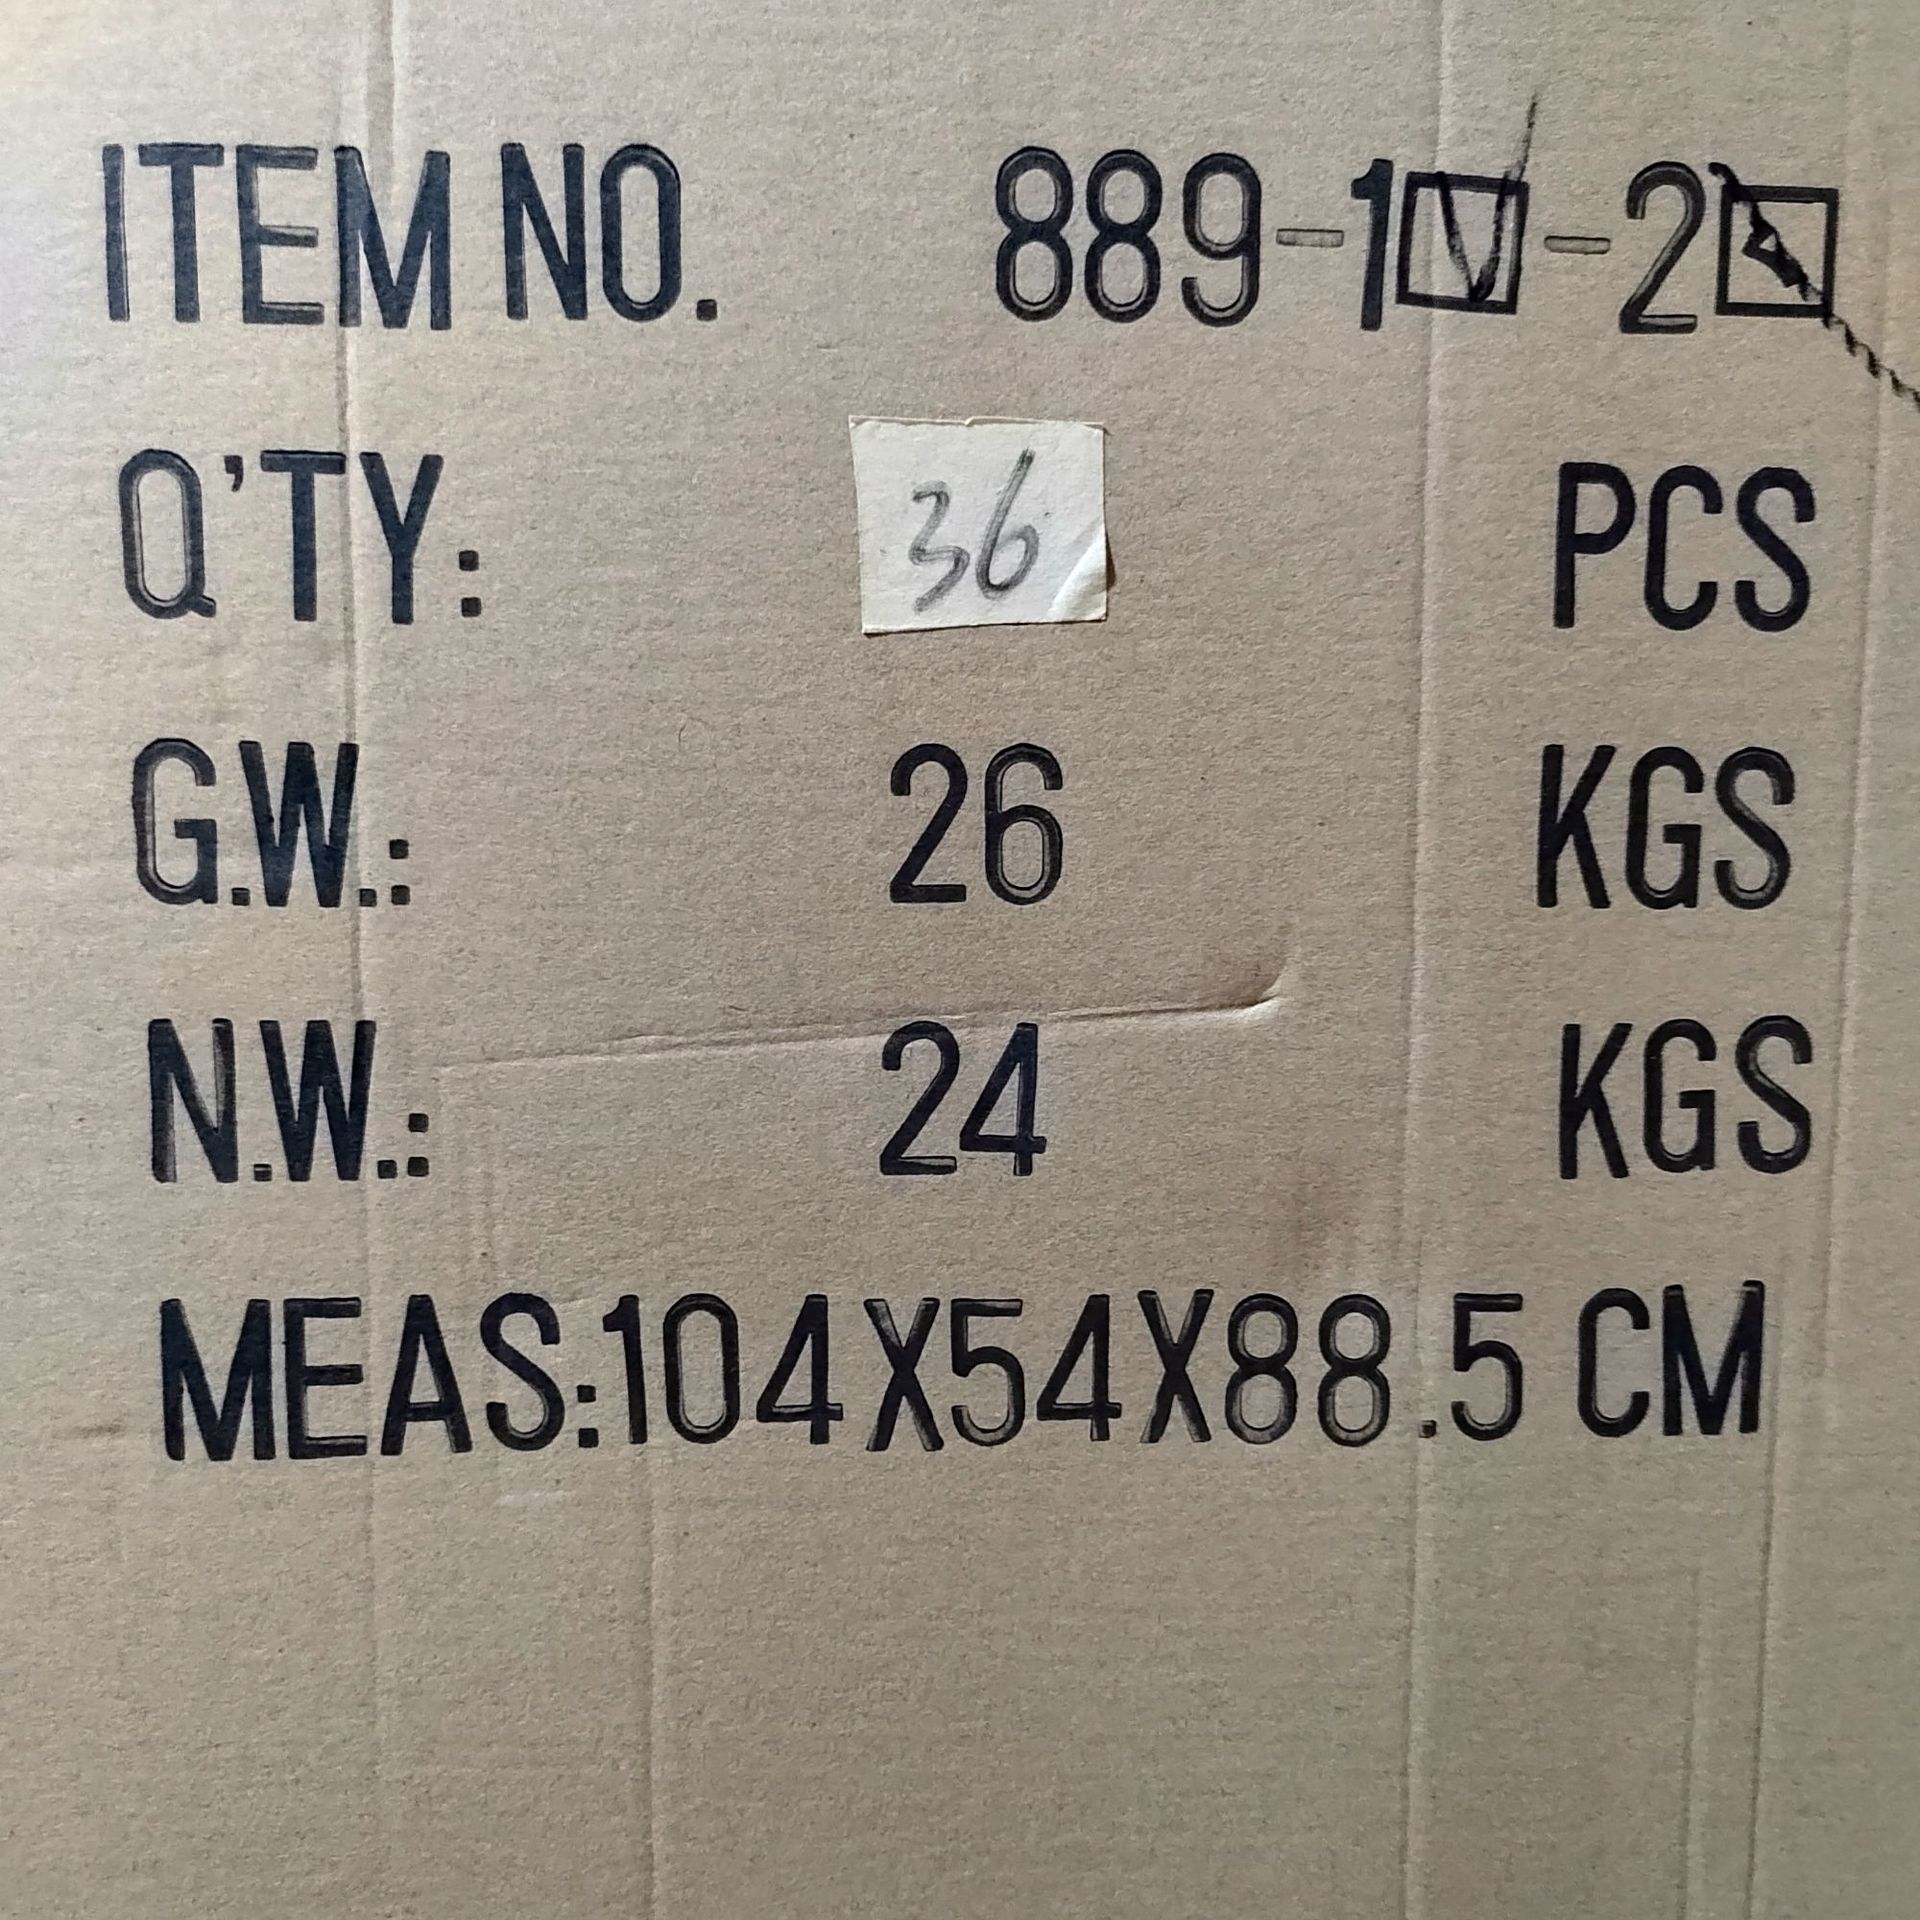 ITEM NO. 889-1☑-2☐
Q'TY: 36 PCS
G.W.: 26 KGS
N.W.: 24 KGS
MEAS:104X54X88.5 CM